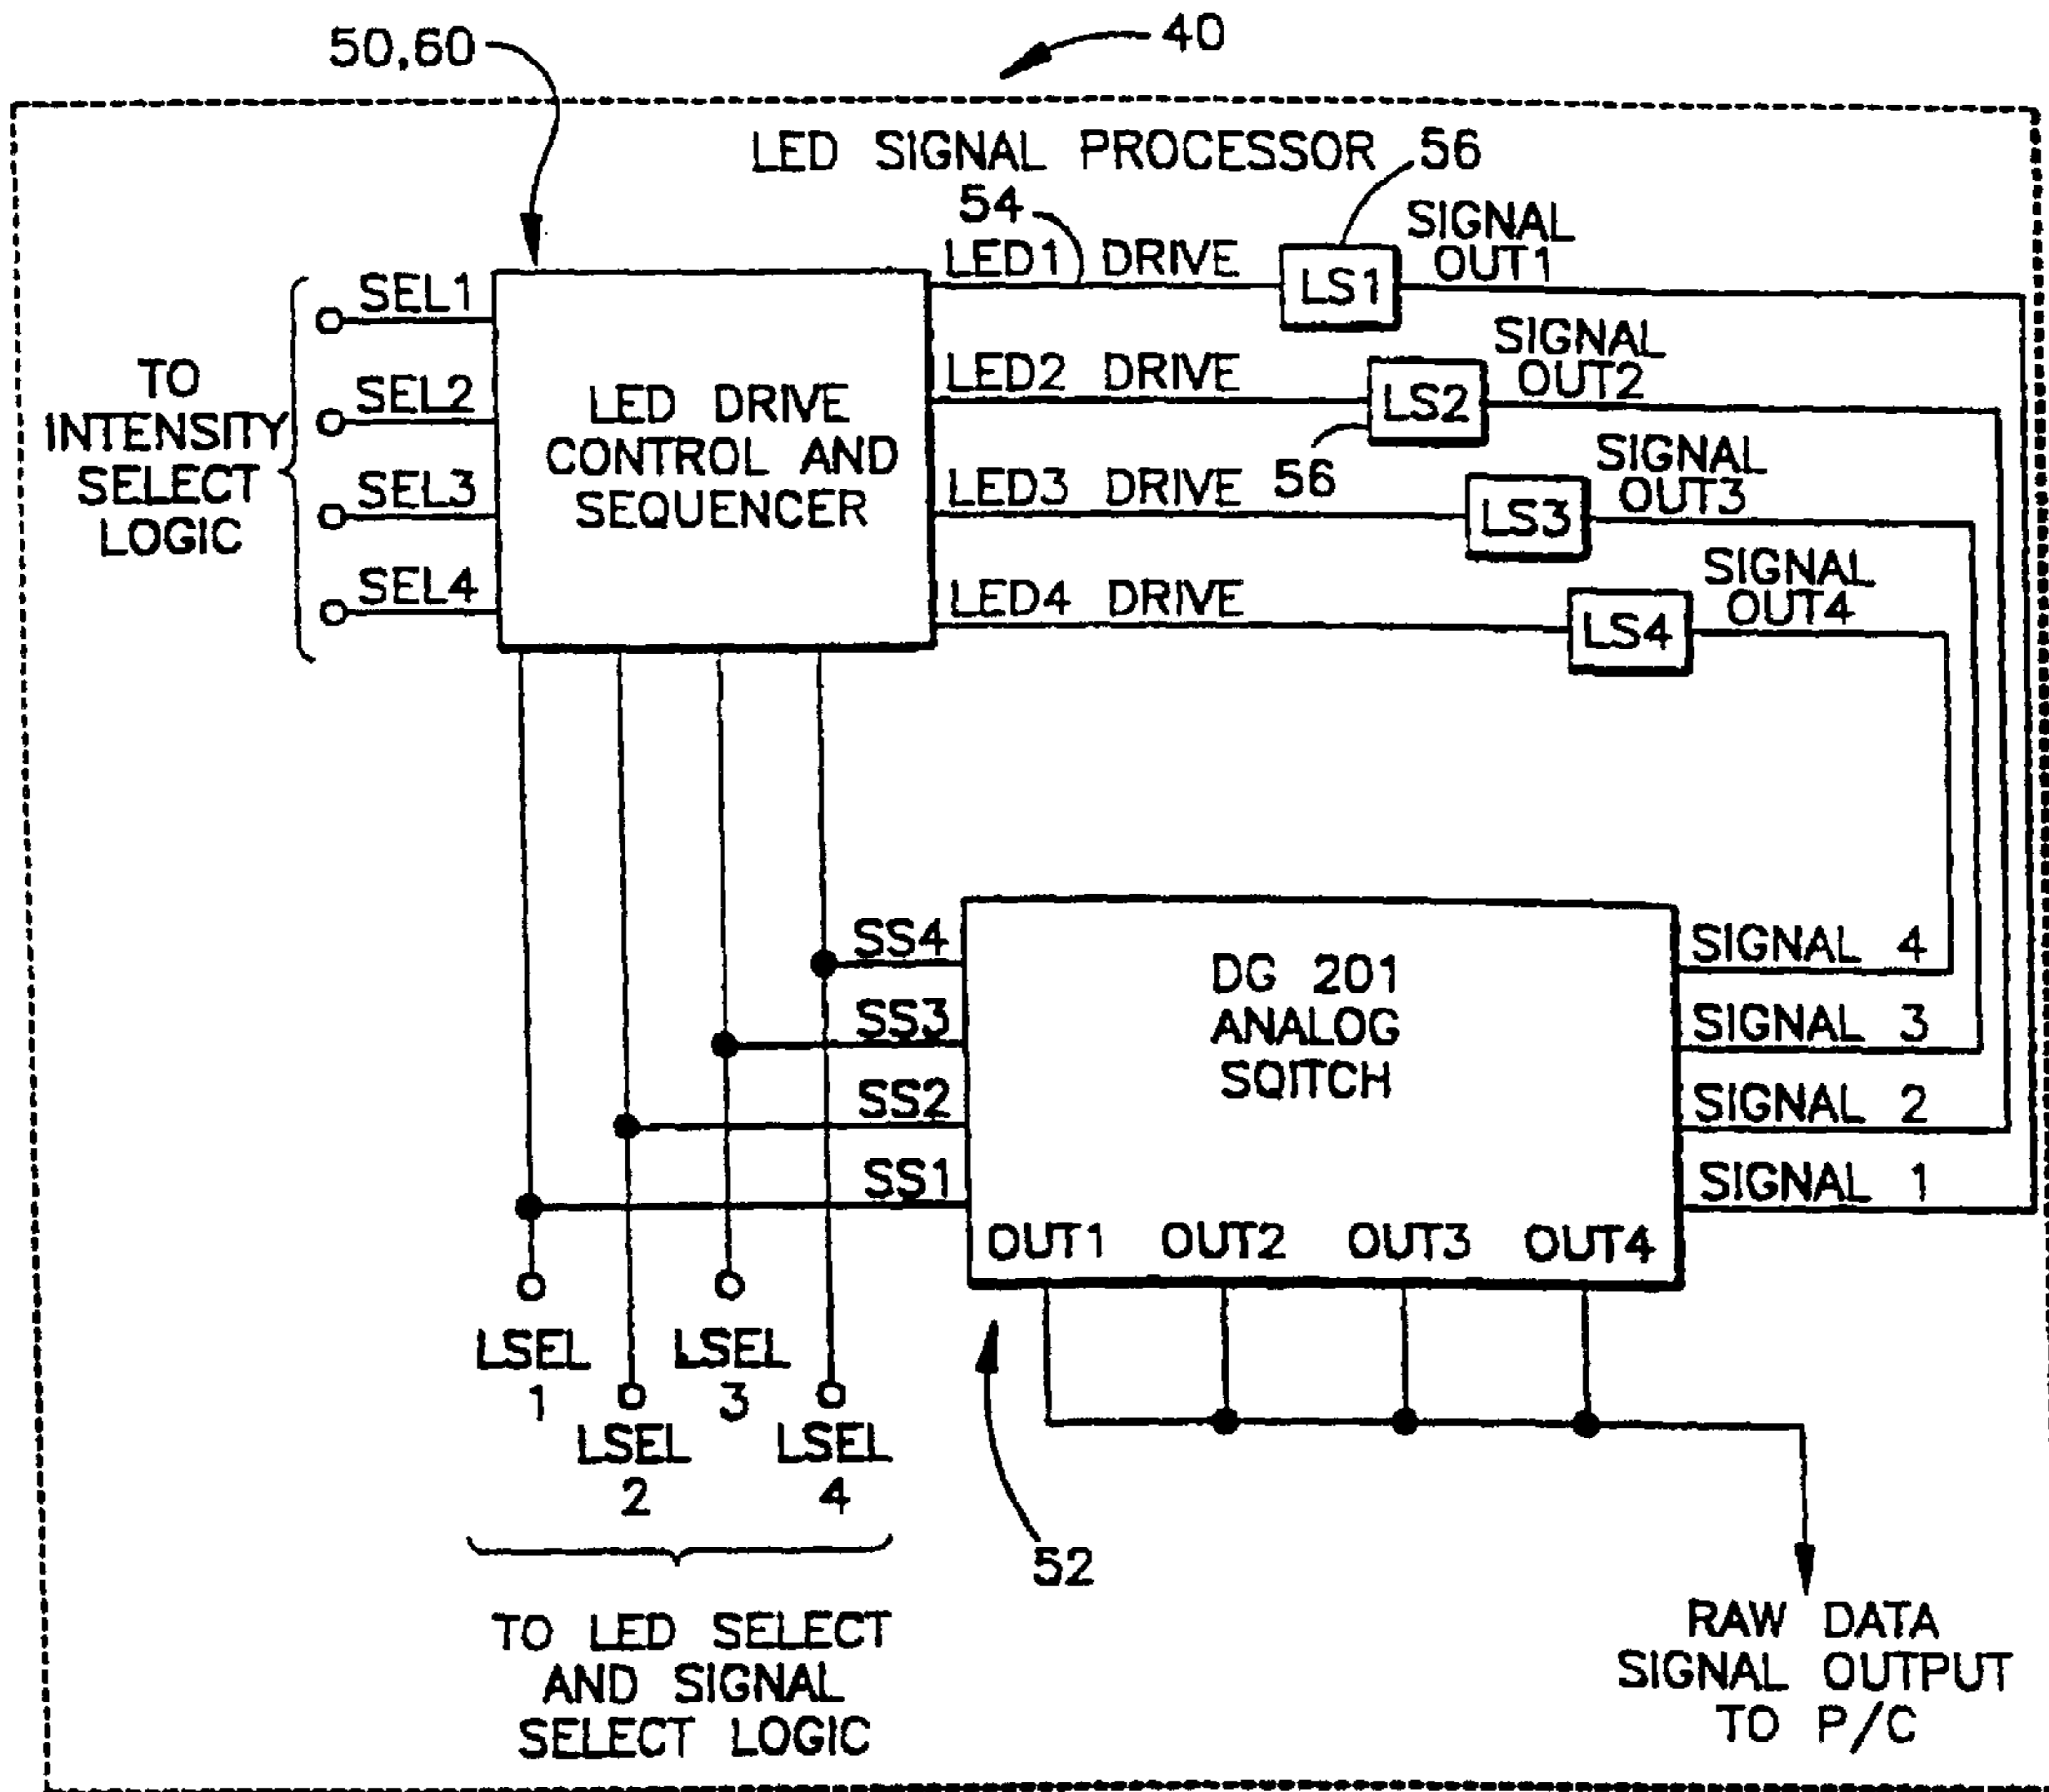 50,60
40
LED SIGNAL PROCESSOR
56
54
LED1 DRIVE
LS1
SIGNAL
OUT1
SEL1
TO
INTENSITY
SELECT
LOGIC
SEL2
SEL3
SEL4
LED DRIVE
CONTROL AND
SEQUENCER
LED2 DRIVE
LS2
SIGNAL
OUT2
56
LED3 DRIVE
LS3
SIGNAL
OUT3
LED4 DRIVE
LS4
SIGNAL
OUT4
SS4
SS3
SS2
SS1
DG 201
ANALOG
SQITCH
SIGNAL 4
SIGNAL 3
SIGNAL 2
SIGNAL 1
OUT1 OUT2 OUT3 OUT4
LSEL
1
LSEL
2
LSEL
3
LSEL
4
52
TO LED SELECT
AND SIGNAL
SELECT LOGIC
RAW DATA
SIGNAL OUTPUT
TO P/C